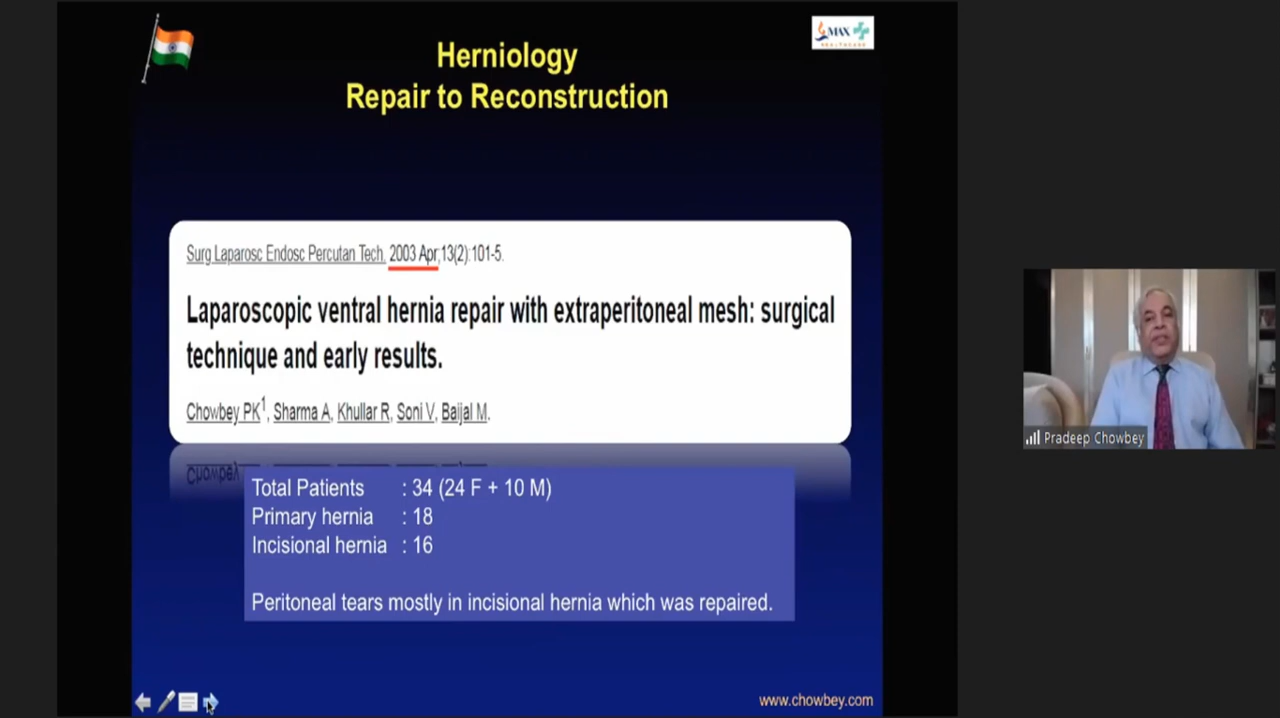 Herniology
Repair to Reconstruction
MAX
HEALTHCARE
Surg Laparosc Endosc Percutan Tech. 2003 Apr;13(2):101-5.
Laparoscopic ventral hernia repair with extraperitoneal mesh: surgical
technique and early results.
Chowbey PK1, Sharma A, Khullar R, Soni V, Baijal M.
Total Patients : 34 (24 F + 10 M)
Primary hernia : 18
Incisional hernia : 16
Peritoneal tears mostly in incisional hernia which was repaired.
www.chowbey.com
Pradeep Chowbey